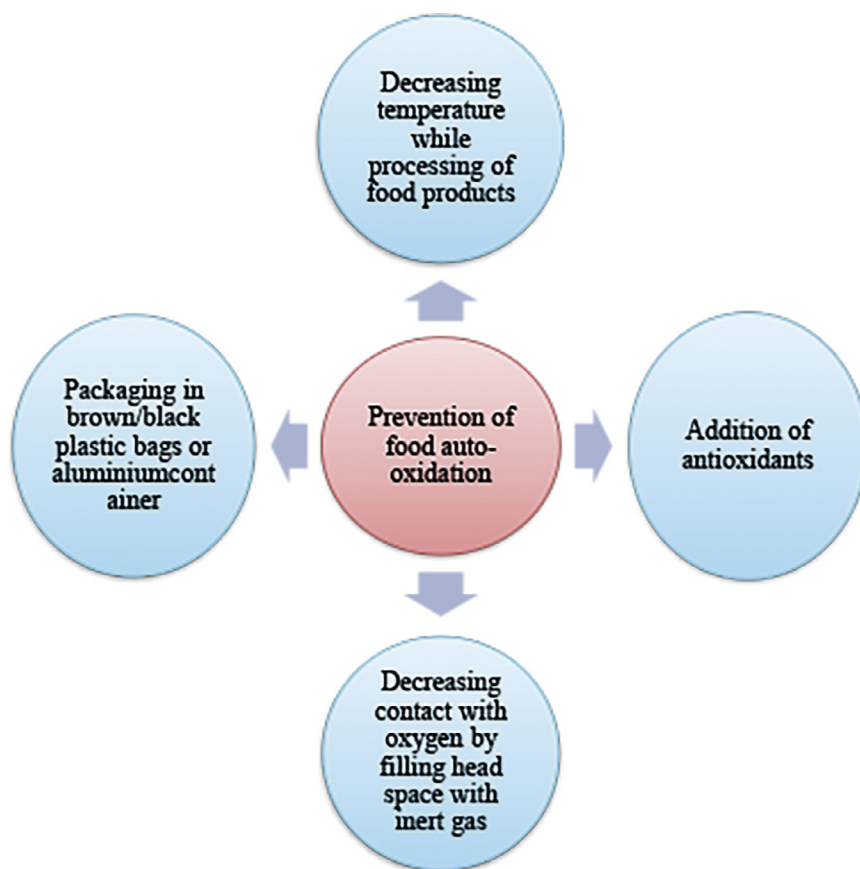 Decreasing
temperature
while
processing of
food products
Packaging in
brown/black
plastic bags or
aluminiumcont
ainer
Prevention of
food auto-
oxidation
Addition of
antioxidants
Decreasing
contact with
oxygen by
filling head
space with
inert gas